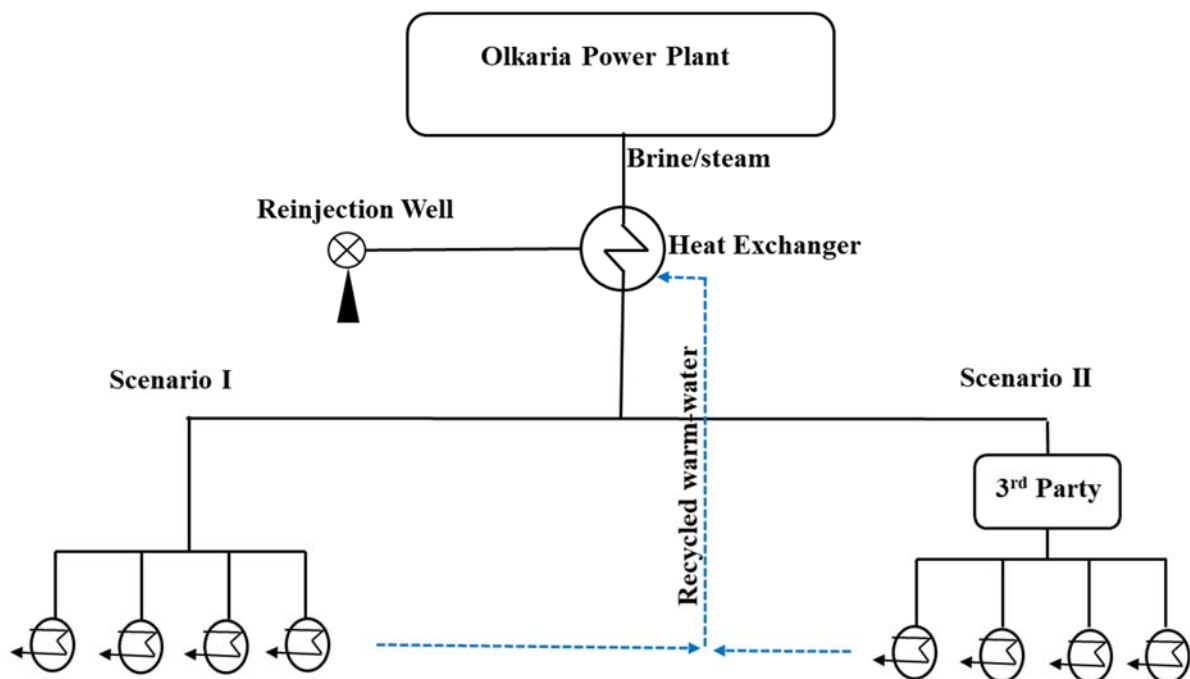 Olkaria Power Plant
Brine/steam
Reinjection Well
Heat Exchanger
Scenario I
Scenario II
Recycled warm-water
3rd Party